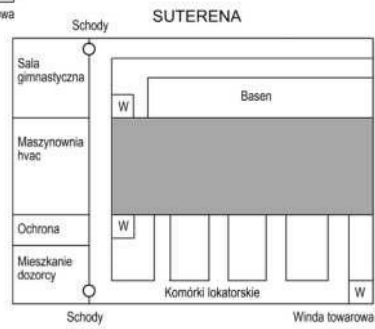 owa
SUTERENA
Schody
Sala
gimnastyczna
Basen
W
Maszynownia
hvac
W
Ochrona
Mieszkanie
dozorcy
Komórki lokatorskie
W
Schody
Winda towarowa